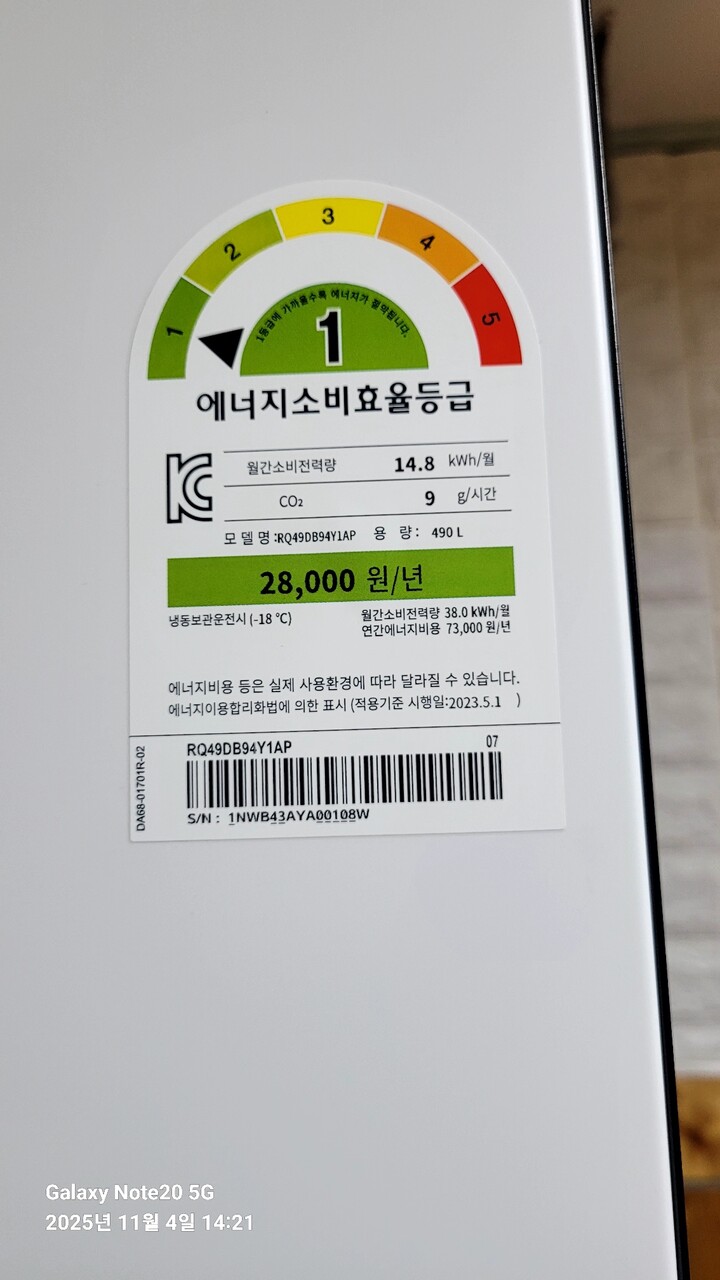 1
2
3
4
5
1등급에 가까울수록 에너지가 절약됩니다.
1
에너지소비효율등급
월간소비전력량 14.8 kWh/월
CO₂ 9 g/시간
모 델 명 :RQ49DB94Y1AP 용 량 : 490 L
28,000 원/년
냉동보관운전시 (-18 ℃) 월간소비전력량 38.0 kWh/월
연간에너지비용 73,000 원/년
에너지비용 등은 실제 사용환경에 따라 달라질 수 있습니다.
에너지이용합리화법에 의한 표시 (적용기준 시행일:2023.5.1 )
RQ49DB94Y1AP 07
DA68-01701R-02
S/N : 1NWB43AYA00108W
Galaxy Note20 5G
2025년 11월 4일 14:21